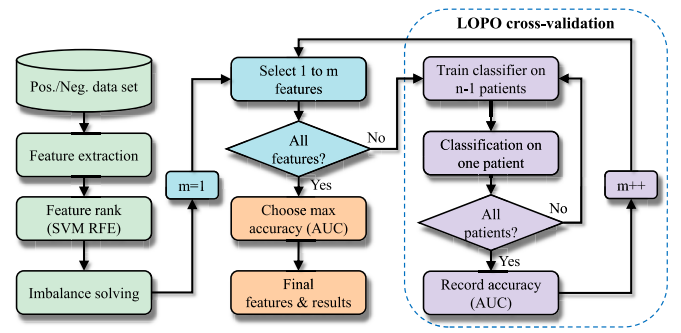 LOPO cross-validation
Pos./Neg. data set
Feature extraction
Feature rank
(SVM RFE)
Imbalance solving
m=1
Select 1 to m
features
All
features?
No
Yes
Choose max
accuracy (AUC)
Final
features & results
Train classifier on
n-1 patients
Classification on
one patient
All
patients?
No
Yes
Record accuracy
(AUC)
m++